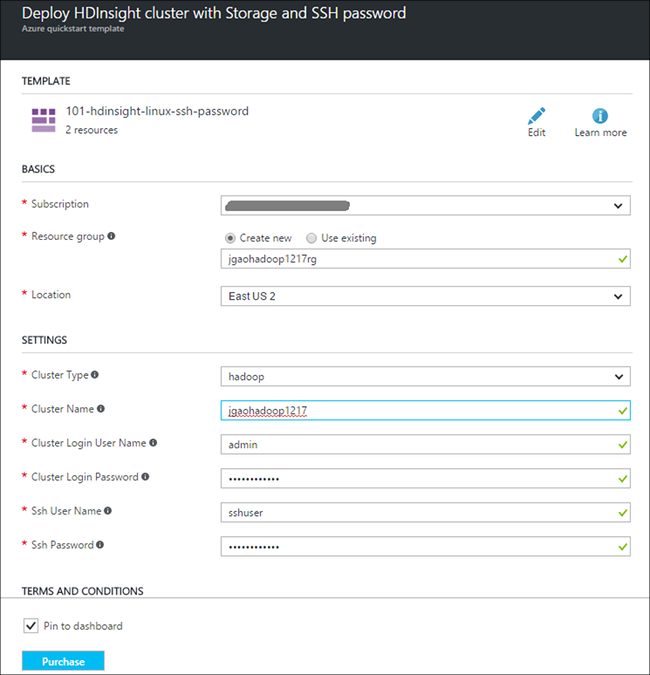 Deploy HDInsight cluster with Storage and SSH password
Azure quickstart template
TEMPLATE
101-hdinsight-linux-ssh-password
2 resources
Edit
Learn more
BASICS
* Subscription
* Resource group
Create new
Use existing
jgaohadoop1217rg
* Location
East US 2
SETTINGS
* Cluster Type
hadoop
* Cluster Name
jgaohadoop1217
* Cluster Login User Name
admin
* Cluster Login Password
••••••••••••
* Ssh User Name
sshuser
* Ssh Password
••••••••••••
TERMS AND CONDITIONS
Pin to dashboard
Purchase